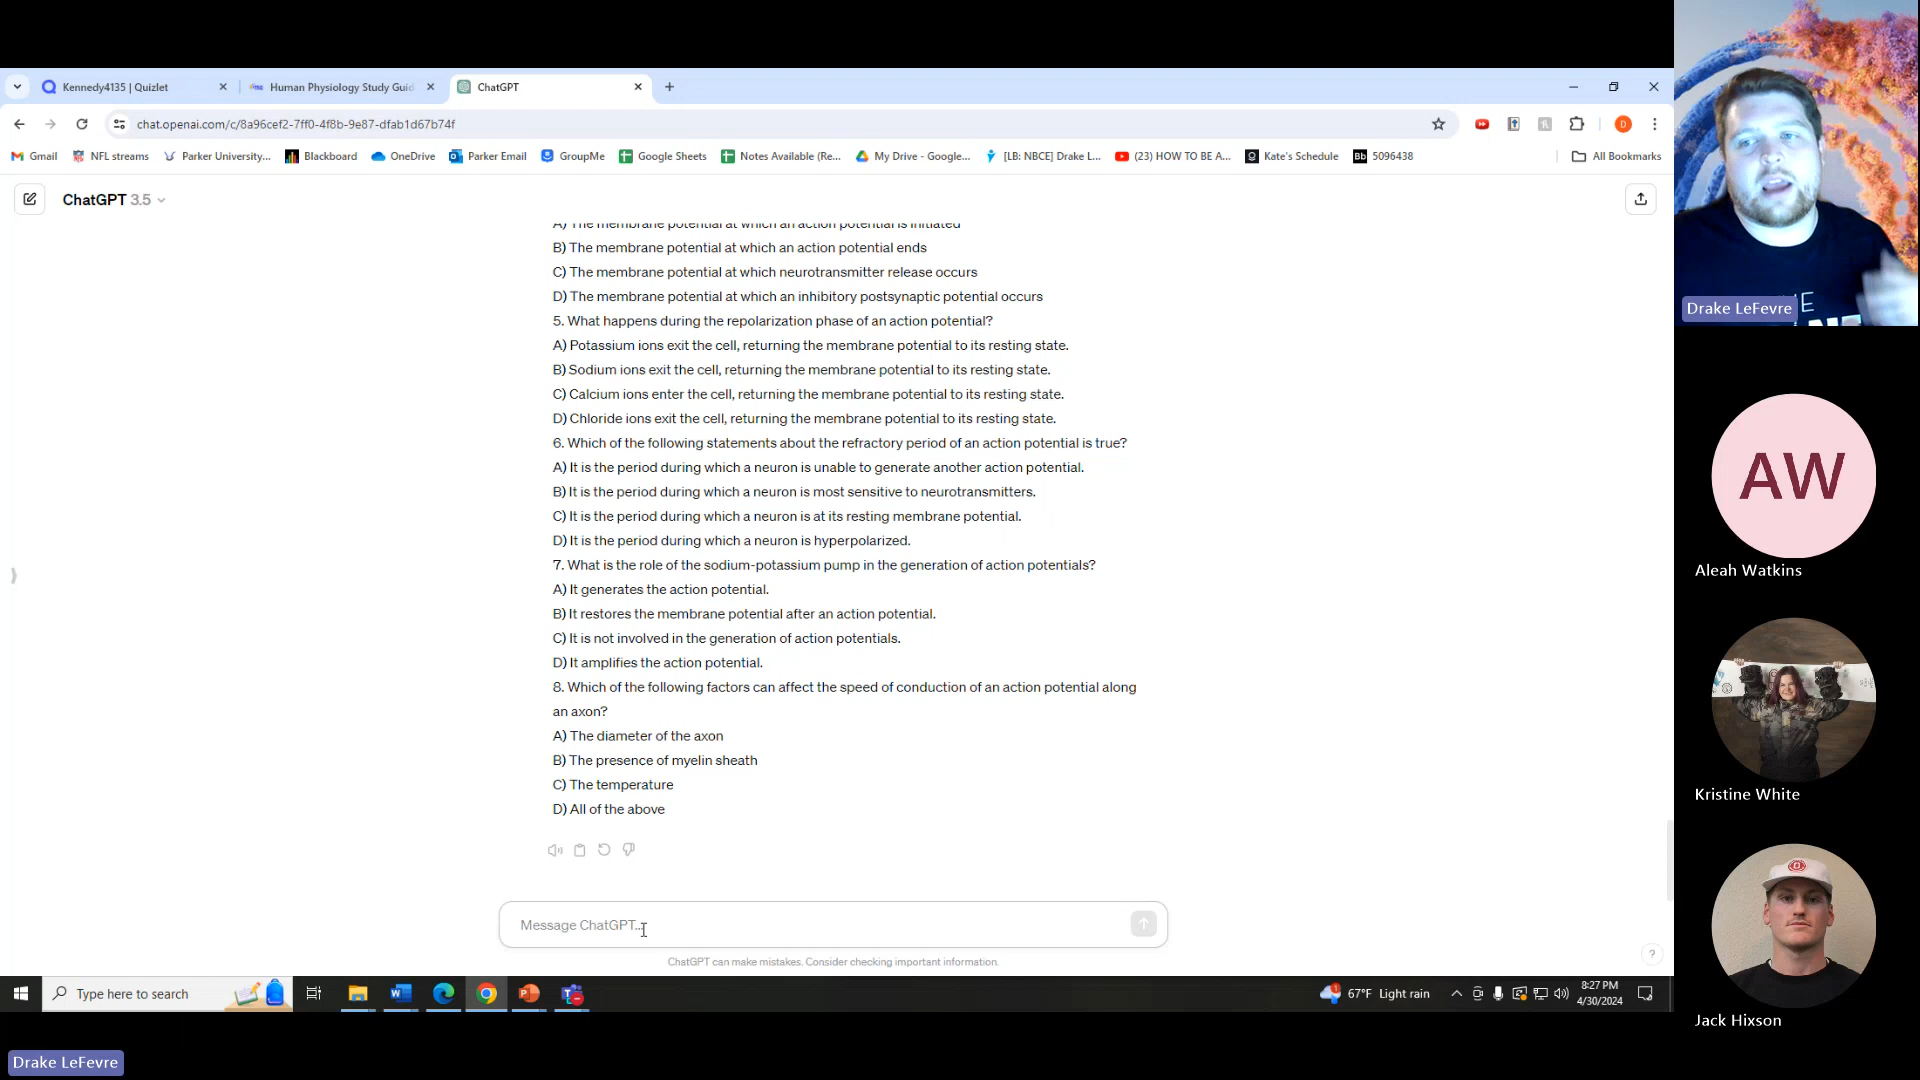 Kennedy4135 | Quizlet
Human Physiology Study Guid
ChatGPT
chat.openai.com/c/8a96cef2-7ff0-4f8b-9e87-dfab1d67b74f
Gmail
NFL streams
Parker University...
Blackboard
OneDrive
Parker Email
GroupMe
Google Sheets
Notes Available (Re...
My Drive - Google...
[LB: NBCE] Drake L...
(23) HOW TO BE A...
Kate's Schedule
Bb 5096438
All Bookmarks
ChatGPT 3.5
A) The membrane potential at which an action potential is initiated
B) The membrane potential at which an action potential ends
C) The membrane potential at which neurotransmitter release occurs
D) The membrane potential at which an inhibitory postsynaptic potential occurs
5. What happens during the repolarization phase of an action potential?
A) Potassium ions exit the cell, returning the membrane potential to its resting state.
B) Sodium ions exit the cell, returning the membrane potential to its resting state.
C) Calcium ions enter the cell, returning the membrane potential to its resting state.
D) Chloride ions exit the cell, returning the membrane potential to its resting state.
6. Which of the following statements about the refractory period of an action potential is true?
A) It is the period during which a neuron is unable to generate another action potential.
B) It is the period during which a neuron is most sensitive to neurotransmitters.
C) It is the period during which a neuron is at its resting membrane potential.
D) It is the period during which a neuron is hyperpolarized.
7. What is the role of the sodium-potassium pump in the generation of action potentials?
A) It generates the action potential.
B) It restores the membrane potential after an action potential.
C) It is not involved in the generation of action potentials.
D) It amplifies the action potential.
8. Which of the following factors can affect the speed of conduction of an action potential along
an axon?
A) The diameter of the axon
B) The presence of myelin sheath
C) The temperature
D) All of the above
Message ChatGPT...
ChatGPT can make mistakes. Consider checking important information.
?
Type here to search
67°F Light rain
8:27 PM
4/30/2024
Drake LeFevre
AW
Aleah Watkins
Kristine White
Jack Hixson
Drake LeFevre